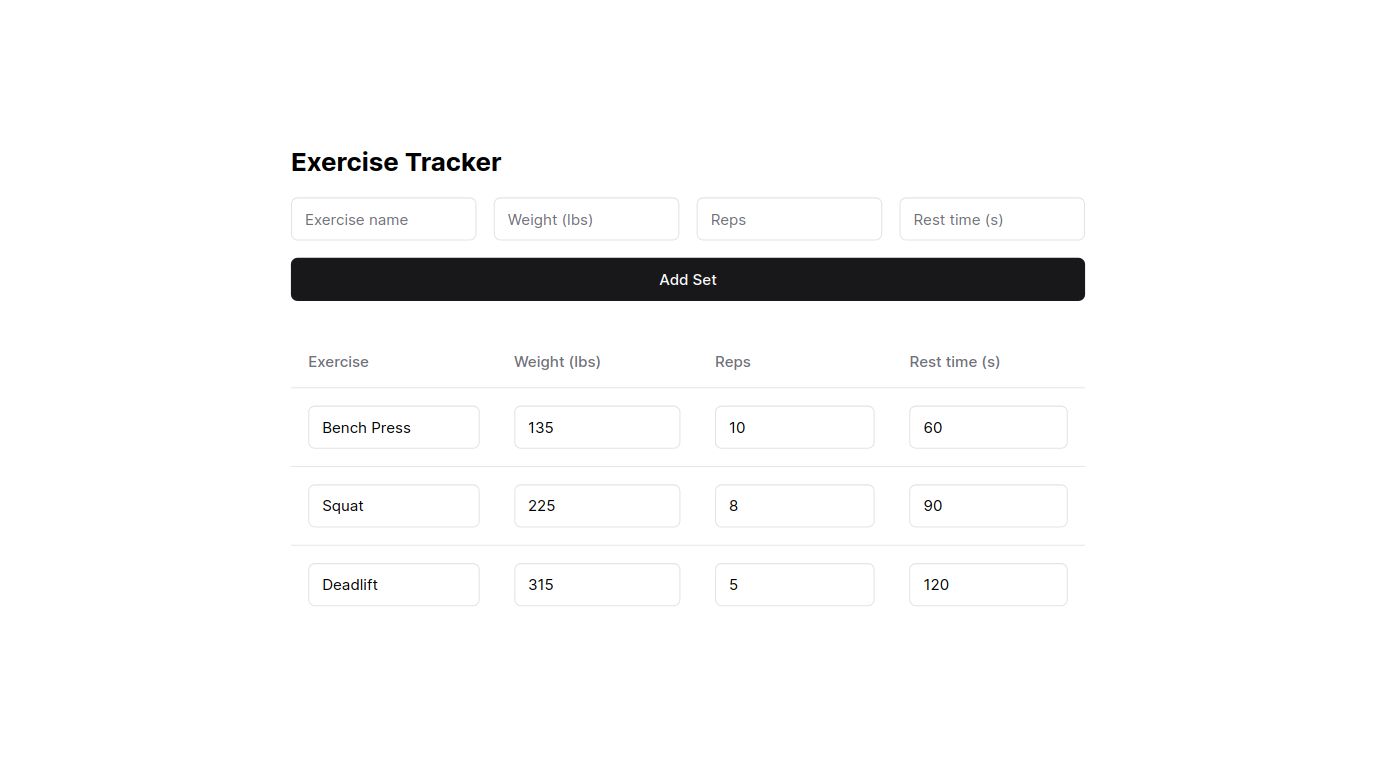 Exercise Tracker
Exercise name Weight (lbs) Reps Rest time (s)
Add Set
Exercise Weight (lbs) Reps Rest time (s)
Bench Press 135 10 60
Squat 225 8 90
Deadlift 315 5 120